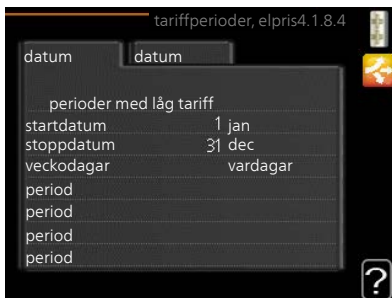 tariffperioder, elpris4.1.8.4
datum datum
perioder med låg tariff
startdatum 1 jan
stoppdatum 31 dec
veckodagar vardagar
period
period
period
period
?